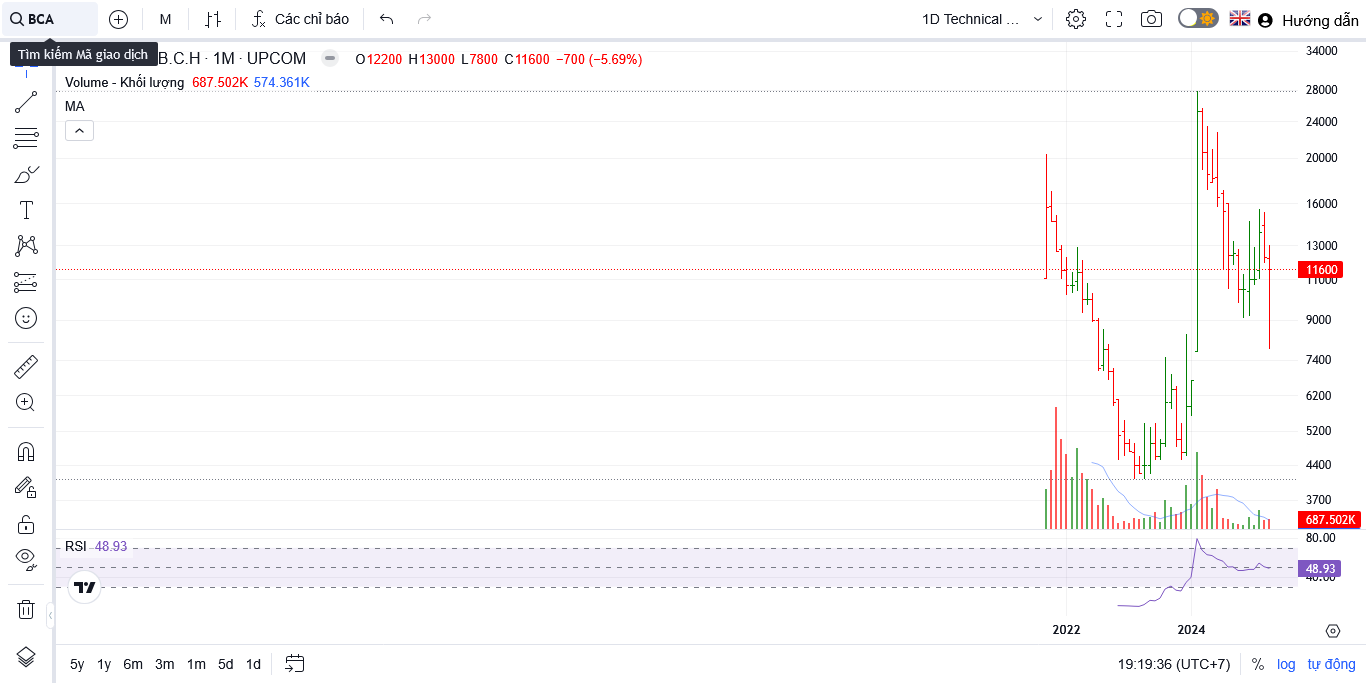 BCA
M
Các chỉ báo
1D Technical ...
Hướng dẫn
Tìm kiếm Mã giao dịch
B.C.H · 1M · UPCOM
O12200 H13000 L7800 C11600 −700 (−5.69%)
Volume - Khối lượng 687.502K 574.361K
MA
34000
28000
24000
20000
16000
13000
11600
11000
9000
7400
6200
5200
4400
3700
687.502K
RSI 48.93
80.00
48.93
40.00
2022
2024
5y 1y 6m 3m 1m 5d 1d
19:19:36 (UTC+7)
% log tự động